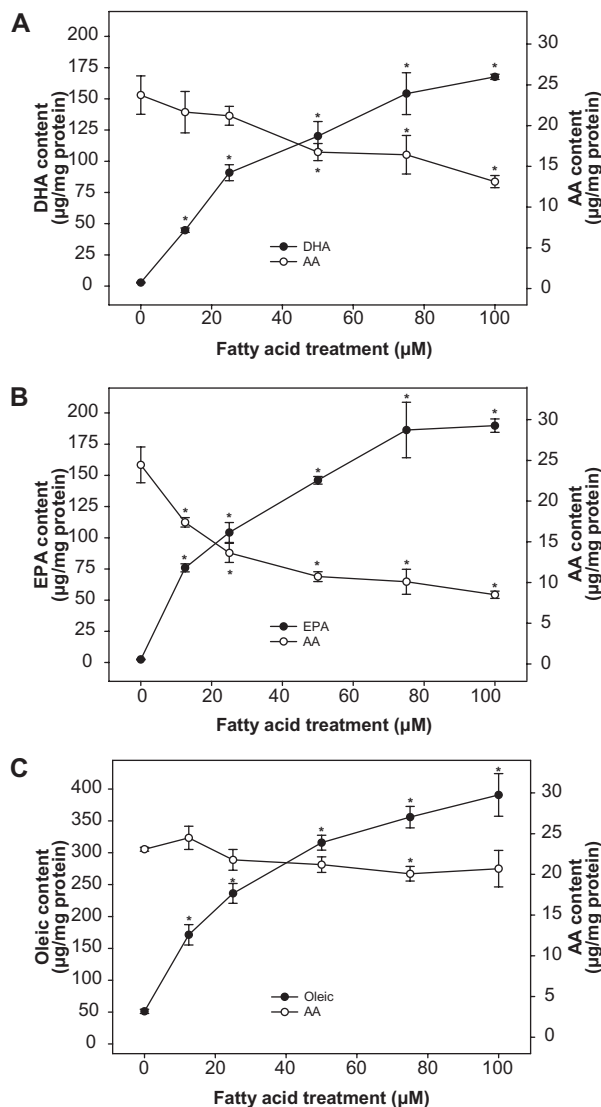 A
DHA content
(µg/mg protein)
200
175
150
125
100
75
50
25
0
30
25
20
15
10
5
0
AA content
(µg/mg protein)
* * * * *
* * *
DHA
AA
0 20 40 60 80 100
Fatty acid treatment (µM)
B
EPA content
(µg/mg protein)
200
175
150
125
100
75
50
25
0
30
25
20
15
10
5
0
AA content
(µg/mg protein)
* * * * *
* * * * *
EPA
AA
0 20 40 60 80 100
Fatty acid treatment (µM)
C
Oleic content
(µg/mg protein)
400
350
300
250
200
150
100
50
0
30
25
20
15
10
5
0
AA content
(µg/mg protein)
* * * * *
*
Oleic
AA
0 20 40 60 80 100
Fatty acid treatment (µM)